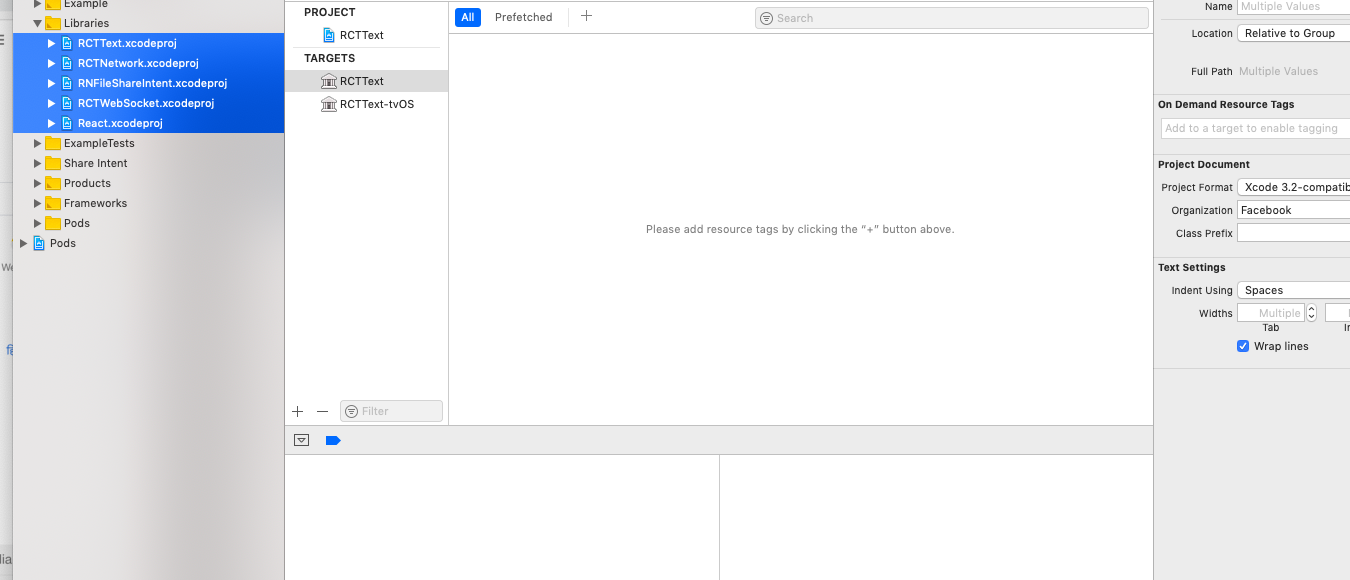 Example
Libraries
RCTText.xcodeproj
RCTNetwork.xcodeproj
RNFileShareIntent.xcodeproj
RCTWebSocket.xcodeproj
React.xcodeproj
ExampleTests
Share Intent
Products
Frameworks
Pods
Pods
We
PROJECT
RCTText
TARGETS
RCTText
RCTText-tvOS
Filter
All Prefetched
Search
Please add resource tags by clicking the “+” button above.
Name Multiple Values
Location Relative to Group
Full Path Multiple Values
On Demand Resource Tags
Add to a target to enable tagging
Project Document
Project Format Xcode 3.2-compatib
Organization Facebook
Class Prefix
Text Settings
Indent Using Spaces
Widths Multiple
Tab
Wrap lines